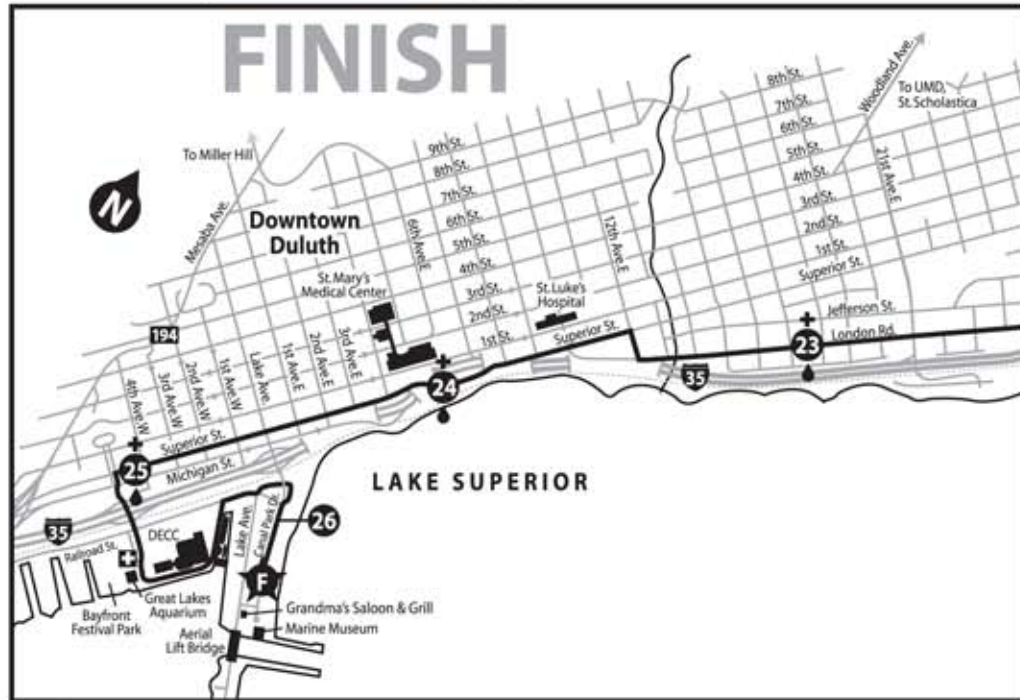 FINISH
8th St.
7th St.
6th St.
5th St.
4th St.
3rd St.
2nd St.
1st St.
Superior St.
Woodland Ave.
To UMD,
St.Scholastica
21st Ave.E
Jefferson St.
London Rd.
23
35
To Miller Hill
Mesaba Ave.
N
Downtown
Duluth
9th St.
8th St.
7th St.
6th St.
5th St.
4th St.
3rd St.
2nd St.
1st St.
6th Ave.E
12th Ave.E
St.Mary's
Medical Center
St.Luke's
Hospital
Superior St.
194
4th Ave.W
3rd Ave.W
2nd Ave.W
1st Ave.W
Lake Ave.
1st Ave.E
2nd Ave.E
3rd Ave.E
24
Superior St.
Michigan St.
25
LAKE SUPERIOR
35
DECC
Lake Ave.
Canal Park Dr.
26
Railroad St.
F
Great Lakes
Aquarium
Bayfront
Festival Park
Grandma's Saloon & Grill
Marine Museum
Aerial
Lift Bridge